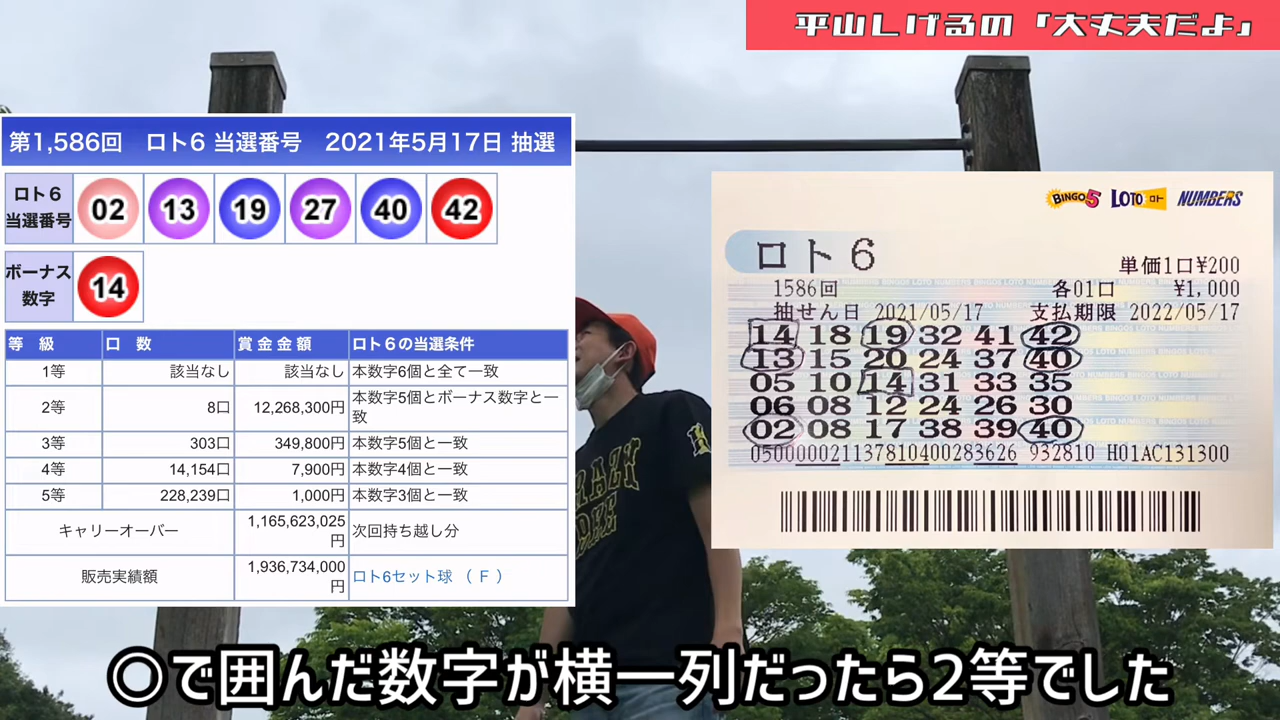 平山しげるの「大丈夫だよ」
第1,586回　ロト6 当選番号　2021年5月17日 抽選
ロト６
当選番号
02 13 19 27 40 42
ボーナス
数字
14
等　級 口　数 賞 金 金 額 ロト６の当選条件
1等 該当なし 該当なし 本数字6個と全て一致
2等 8口 12,268,300円 本数字5個とボーナス数字と一
致
3等 303口 349,800円 本数字5個と一致
4等 14,154口 7,900円 本数字4個と一致
5等 228,239口 1,000円 本数字3個と一致
キャリーオーバー 1,165,623,025
円 次回持ち越し分
販売実績額 1,936,734,000
円 ロト6セット球 （ F ）
BINGO5 LOTO ロト NUMBERS
ロト６
単価1口¥200
1586回 各01口 ¥1,000
抽せん日 2021/05/17 支払期限 2022/05/17
14 18 19 32 41 42
13 15 20 24 37 40
05 10 14 31 33 35
06 08 12 24 26 30
02 08 17 38 39 40
0500000211378104002836​26 932810 H01AC131300
〇で囲んだ数字が横一列だったら2等でした